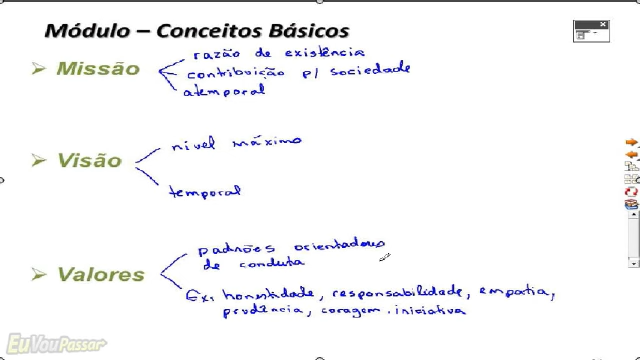 Módulo – Conceitos Básicos
Missão
razão de existência
contribuição p/ sociedade
atemporal
Visão
nível máximo
temporal
Valores
padrões orientadores
de conduta
Ex. honestidade, responsabilidade, empatia,
prudência, coragem. iniciativa
EuVouPassar